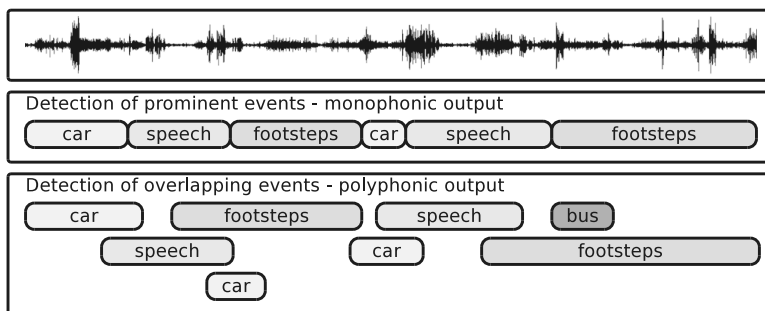 Detection of prominent events - monophonic output
car speech footsteps car speech footsteps
Detection of overlapping events - polyphonic output
car footsteps speech bus
speech car footsteps
car